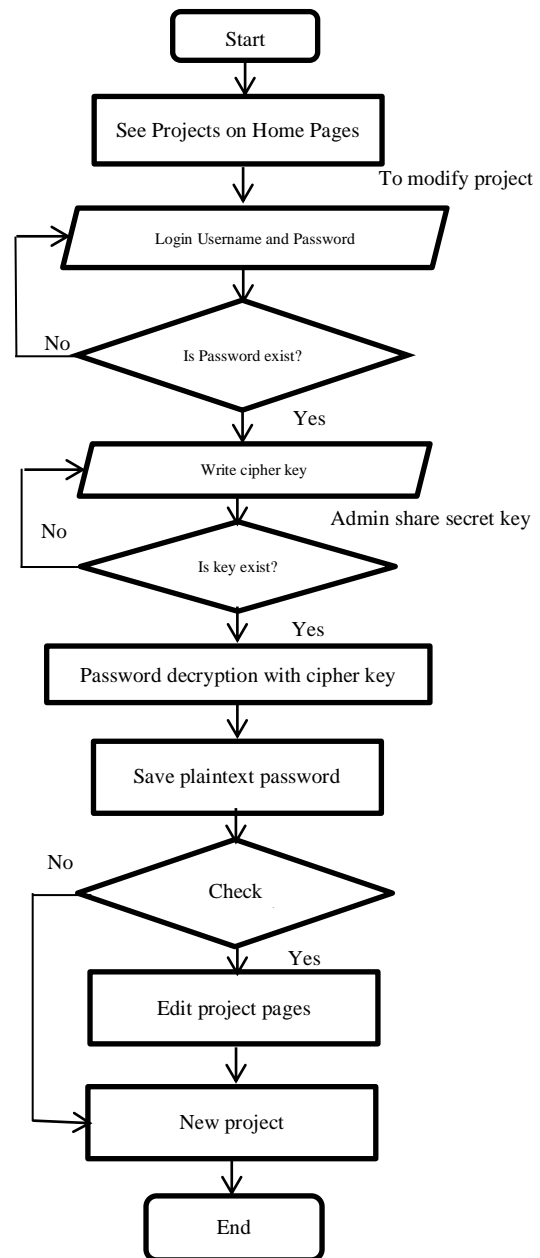 Start
See Projects on Home Pages
To modify project
Login Username and Password
No
Is Password exist?
Yes
Write cipher key
Admin share secret key
No
Is key exist?
Yes
Password decryption with cipher key
Save plaintext password
No
Check
Yes
Edit project pages
New project
End